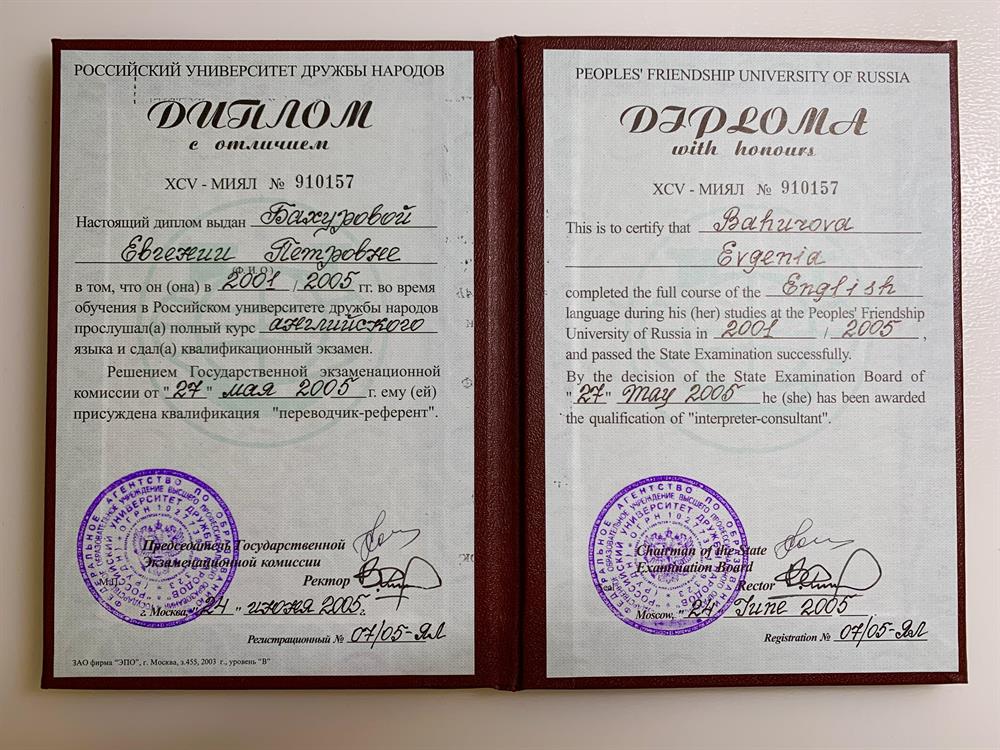 РОССИЙСКИЙ УНИВЕРСИТЕТ ДРУЖБЫ НАРОДОВ
ДИПЛОМ
с отличием
XCV - МИЯЛ № 910157
Настоящий диплом выдан Бахуровой
Евгении Петровне
(Ф.И.О)
в том, что он (она) в 2001 / 2005 гг. во время
обучения в Российском университете дружбы народов
прослушал(а) полный курс английского
языка и сдал(а) квалификационный экзамен.
Решением Государственной экзаменационной
комиссии от "27" мая 2005 г. ему (ей)
присуждена квалификация "переводчик-референт".
Председатель Государственной
Экзаменационной комиссии
Ректор
г. Москва, "24" июня 2005 г.
Регистрационный № 07/05-ЯЛ
ЗАО фирма "ЭПО", г. Москва, з.455, 2003 г., уровень "В"
PEOPLES' FRIENDSHIP UNIVERSITY OF RUSSIA
DIPLOMA
with honours
XCV - МИЯЛ № 910157
This is to certify that Bahurova
Evgenia
completed the full course of the English
language during his (her) studies at the Peoples' Friendship
University of Russia in 2001 / 2005 ,
and passed the State Examination successfully.
By the decision of the State Examination Board of
"27" May 2005 he (she) has been awarded
the qualification of "interpreter-consultant".
Chairman of the State
Examination Board
Rector
Moscow, "24" June 2005
Registration № 07/05-ЯЛ